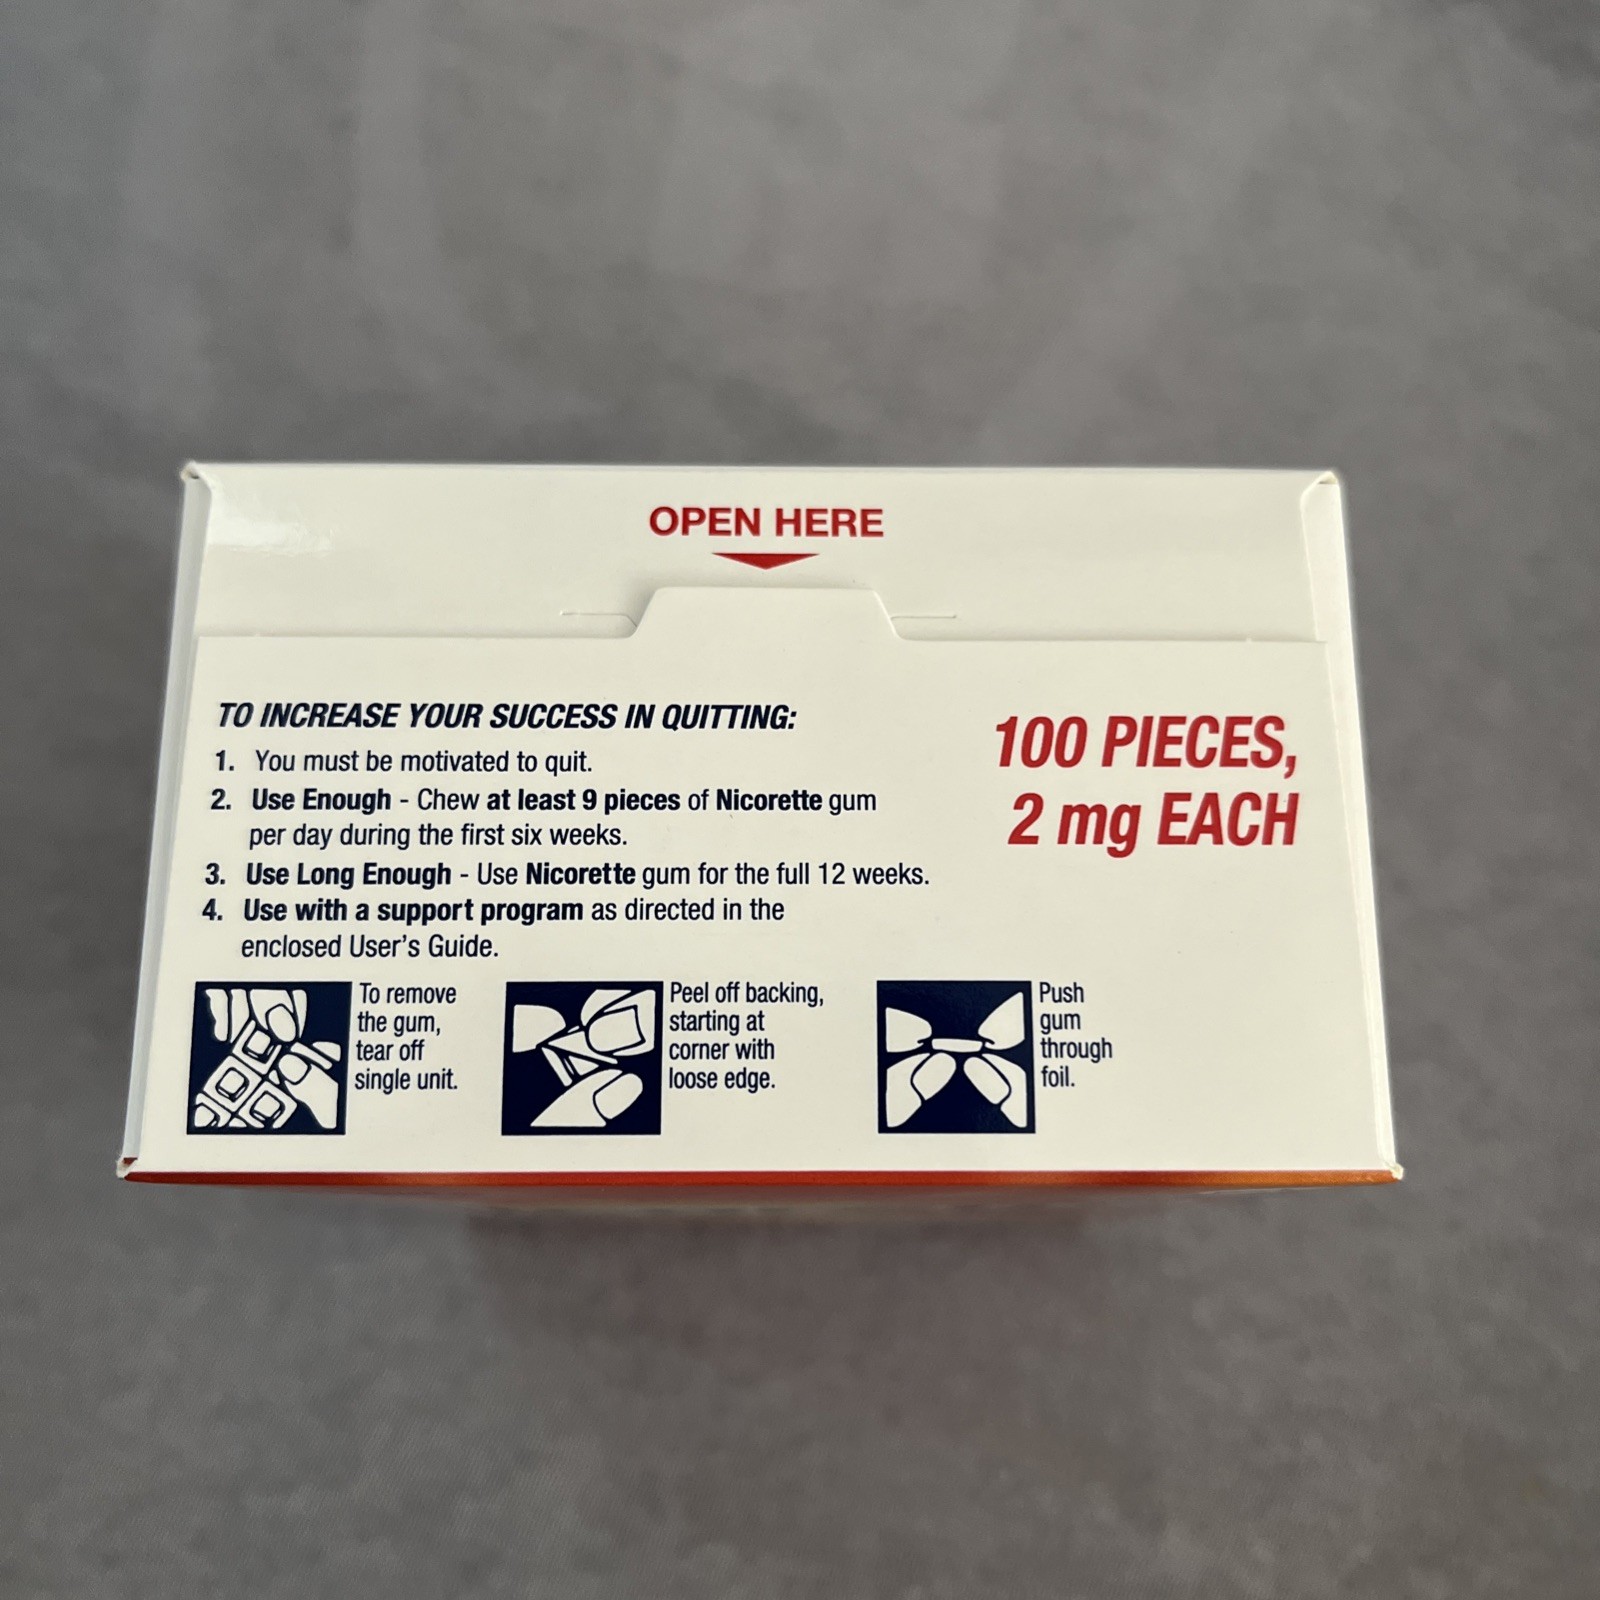 OPEN HERE
TO INCREASE YOUR SUCCESS IN QUITTING:
1. You must be motivated to quit.
2. Use Enough - Chew at least 9 pieces of Nicorette gum
per day during the first six weeks.
3. Use Long Enough - Use Nicorette gum for the full 12 weeks.
4. Use with a support program as directed in the
enclosed User's Guide.
100 PIECES,
2 mg EACH
To remove
the gum,
tear off
single unit.
Peel off backing,
starting at
corner with
loose edge.
Push
gum
through
foil.